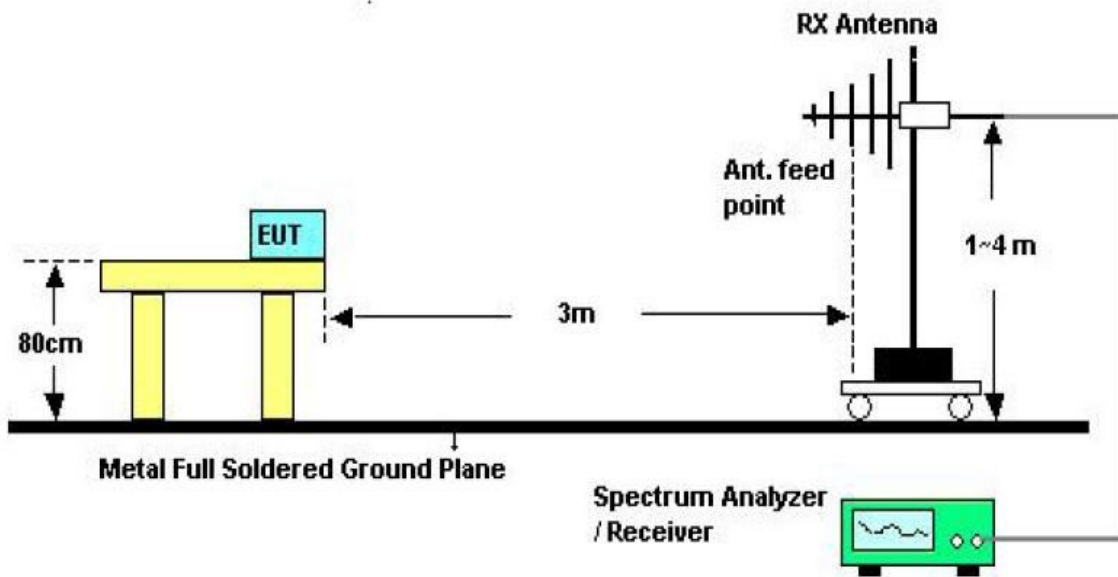 RX Antenna
Ant. feed
point
EUT
1~4 m
3m
80cm
Metal Full Soldered Ground Plane
Spectrum Analyzer
/ Receiver